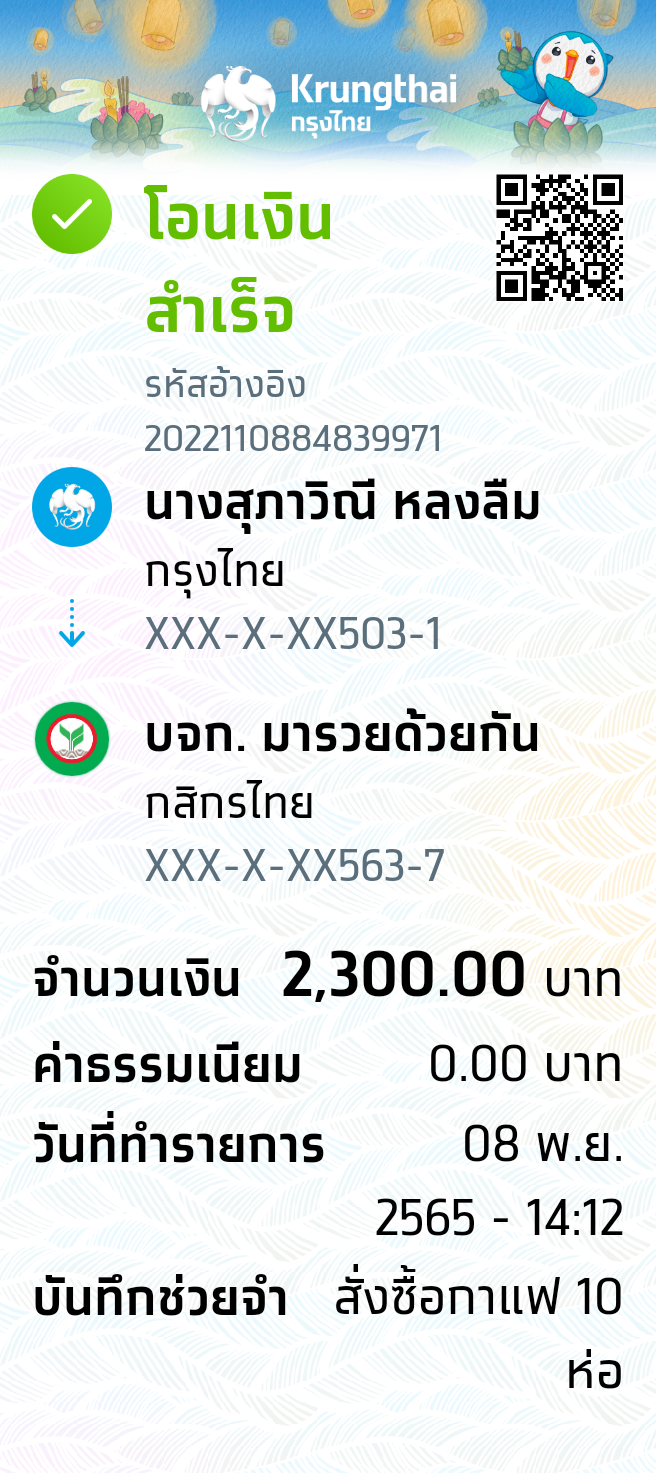 Krungthai
กรุงไทย
โอนเงิน
สำเร็จ
รหัสอ้างอิง
2022110884839971
นางสุภาวิณี หลงลืม
กรุงไทย
XXX-X-XX503-1
บจก. มารวยด้วยกัน
กสิกรไทย
XXX-X-XX563-7
จำนวนเงิน 2,300.00 บาท
ค่าธรรมเนียม 0.00 บาท
วันที่ทำรายการ 08 พ.ย.
2565 - 14:12
บันทึกช่วยจำ สั่งซื้อกาแฟ 10
ห่อ